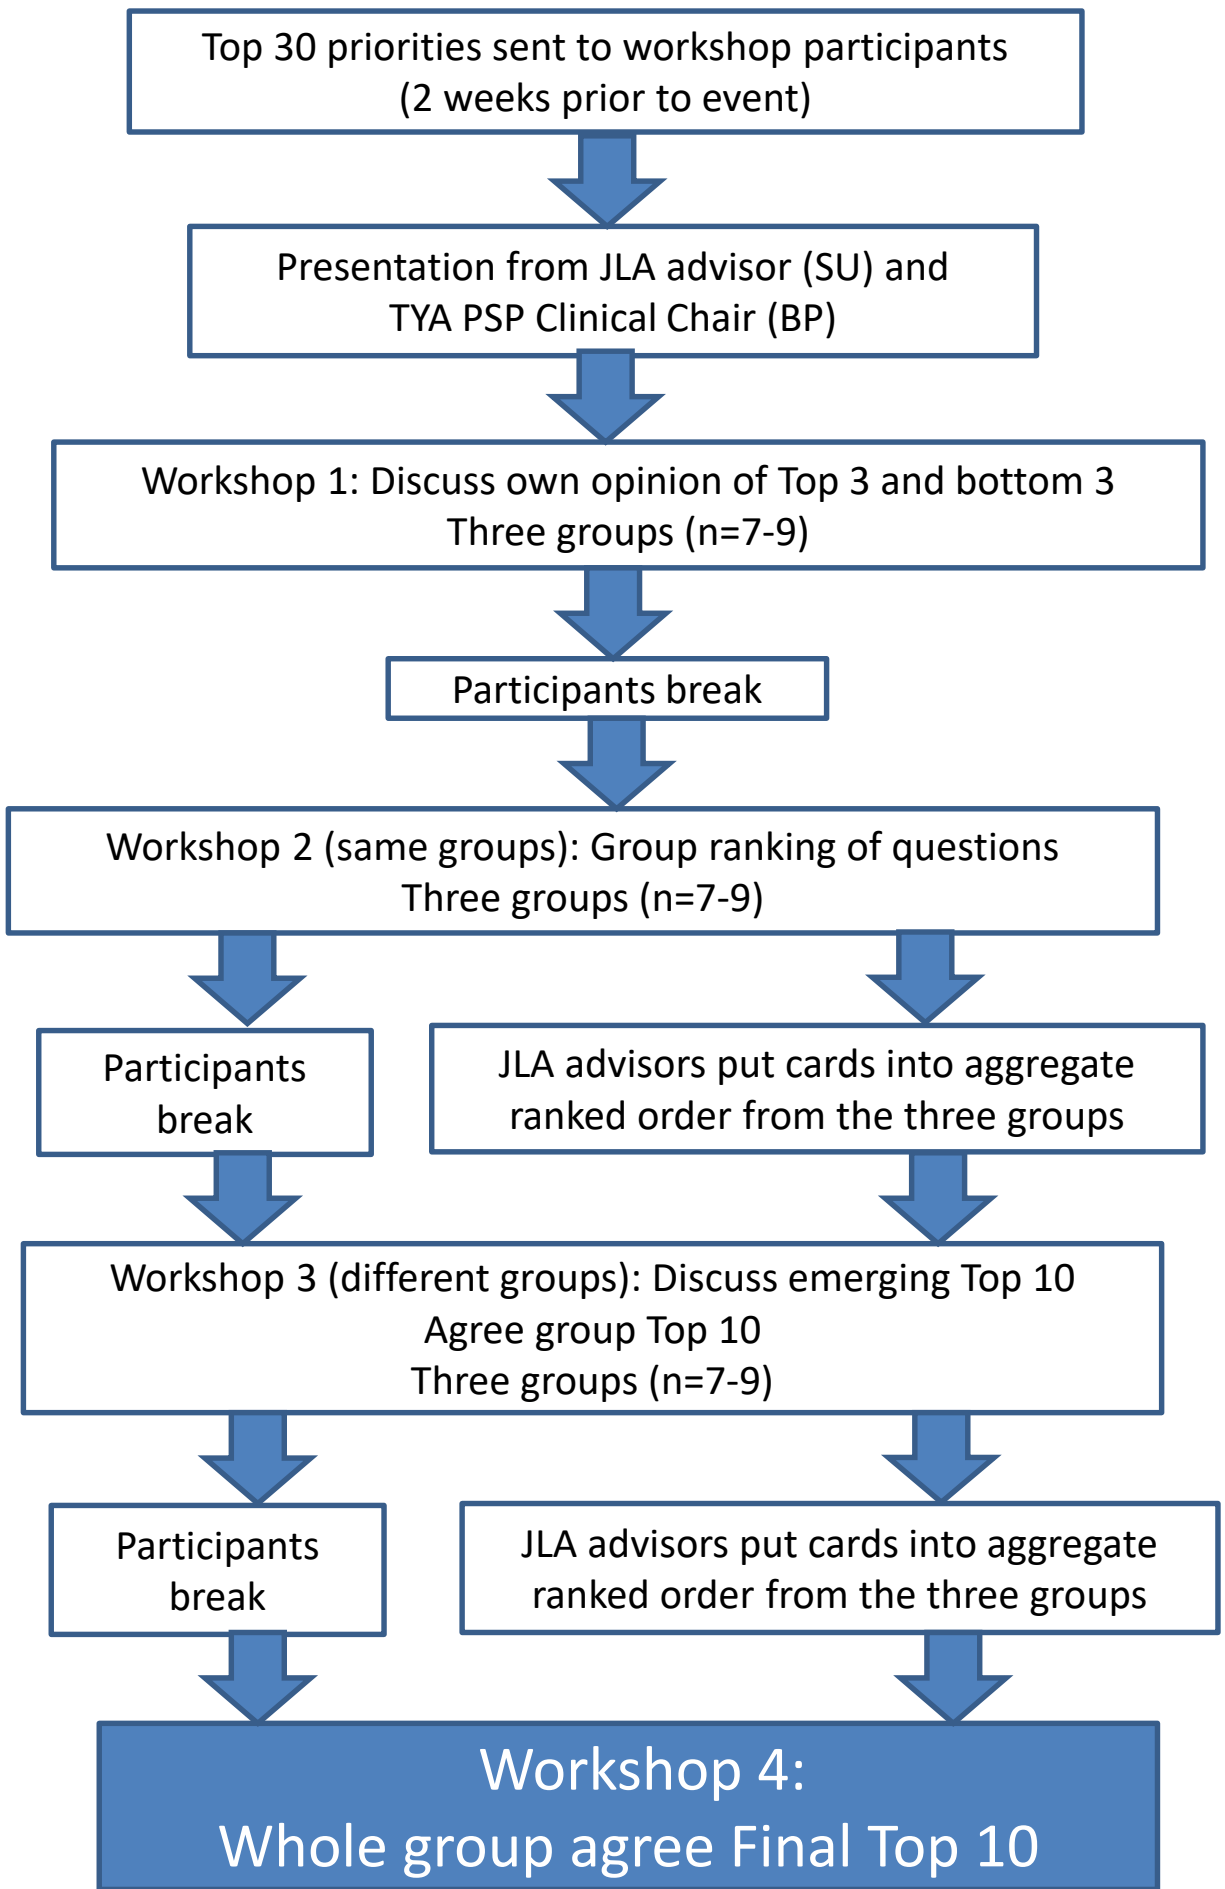 Top 30 priorities sent to workshop participants
(2 weeks prior to event)
Presentation from JLA advisor (SU) and
TYA PSP Clinical Chair (BP)
Workshop 1: Discuss own opinion of Top 3 and bottom 3
Three groups (n=7-9)
Participants break
Workshop 2 (same groups): Group ranking of questions
Three groups (n=7-9)
Participants
break
JLA advisors put cards into aggregate
ranked order from the three groups
Workshop 3 (different groups): Discuss emerging Top 10
Agree group Top 10
Three groups (n=7-9)
Participants
break
JLA advisors put cards into aggregate
ranked order from the three groups
Workshop 4:
Whole group agree Final Top 10